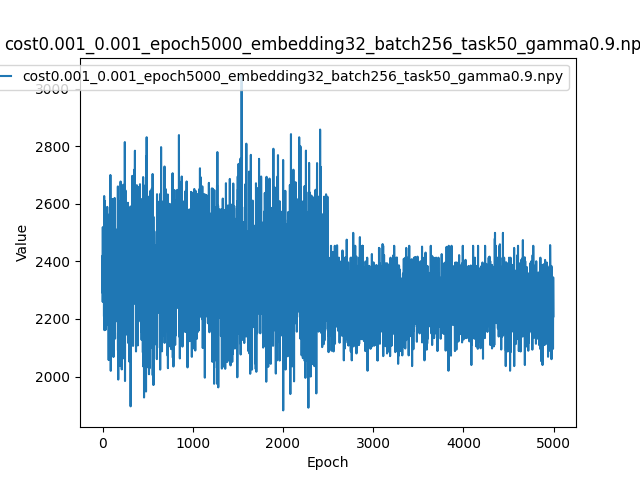 cost0.001_0.001_epoch5000_embedding32_batch256_task50_gamma0.9.np
cost0.001_0.001_epoch5000_embedding32_batch256_task50_gamma0.9.npy
3000
2800
2600
2400
2200
2000
Value
0 1000 2000 3000 4000 5000
Epoch